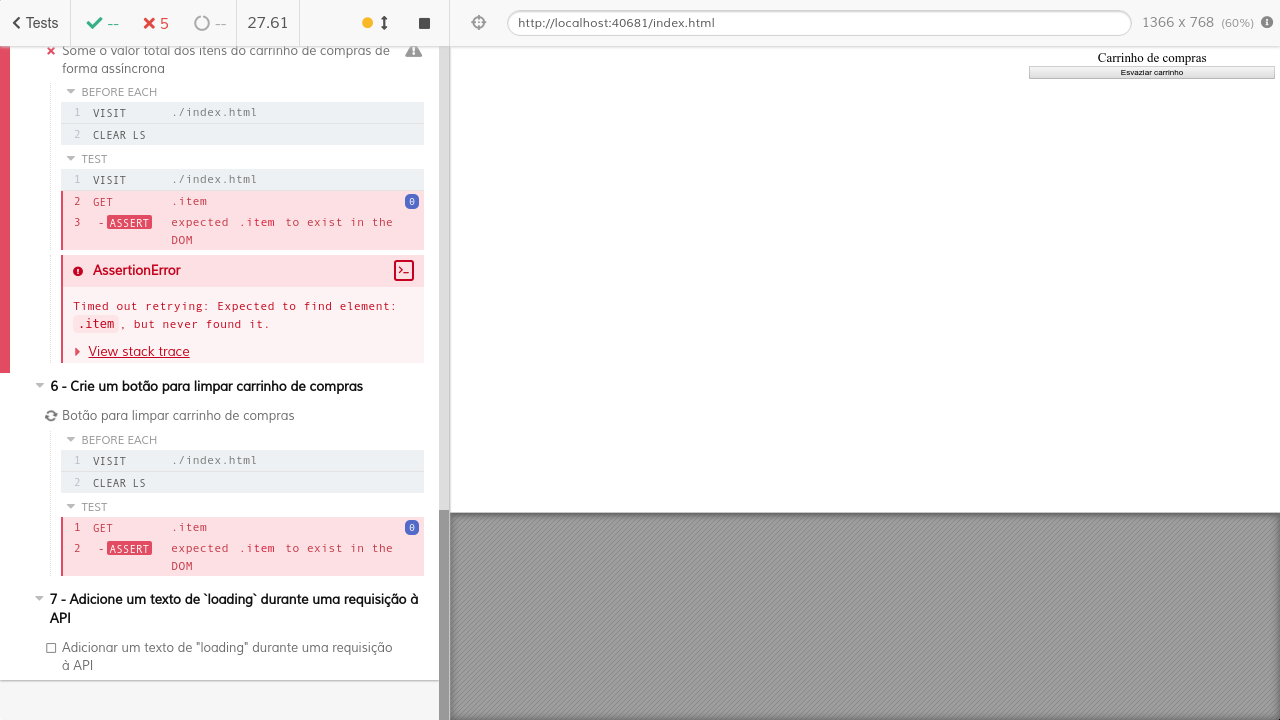 Tests
--
5
--
27.61
http://localhost:40681/index.html
1366 x 768 (60%)
Some o valor total dos itens do carrinho de compras de
forma assíncrona
BEFORE EACH
1 VISIT ./index.html
2 CLEAR LS
TEST
1 VISIT ./index.html
2 GET .item 0
3 -ASSERT expected .item to exist in the
DOM
AssertionError
Timed out retrying: Expected to find element:
.item, but never found it.
View stack trace
6 - Crie um botão para limpar carrinho de compras
Botão para limpar carrinho de compras
BEFORE EACH
1 VISIT ./index.html
2 CLEAR LS
TEST
1 GET .item 0
2 -ASSERT expected .item to exist in the
DOM
7 - Adicione um texto de `loading` durante uma requisição à
API
Adicionar um texto de "loading" durante uma requisição
à API
Carrinho de compras
Esvaziar carrinho